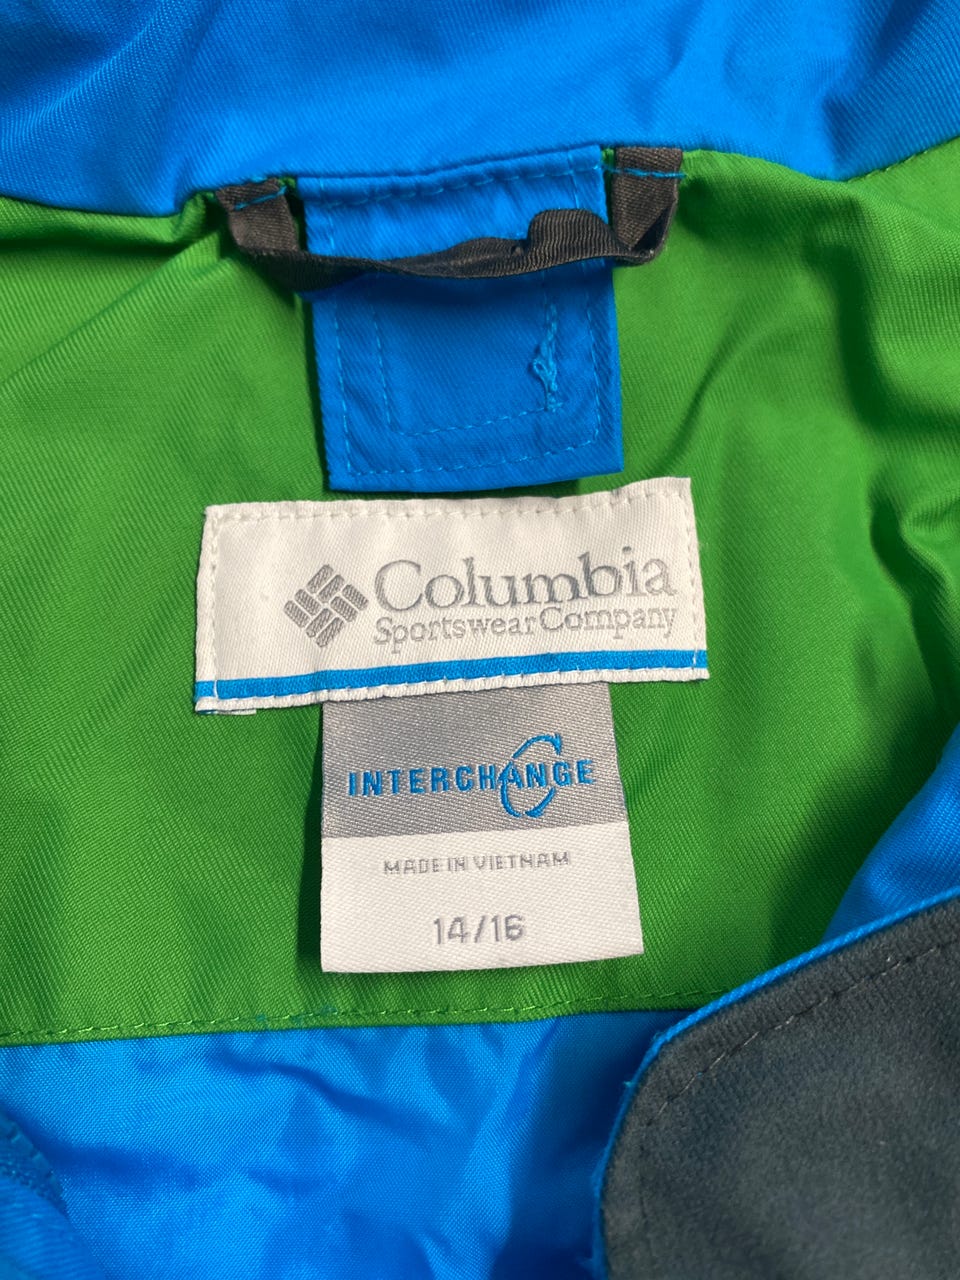 Columbia
Sportswear Company
INTERCHANGE
MADE IN VIETNAM
14/16